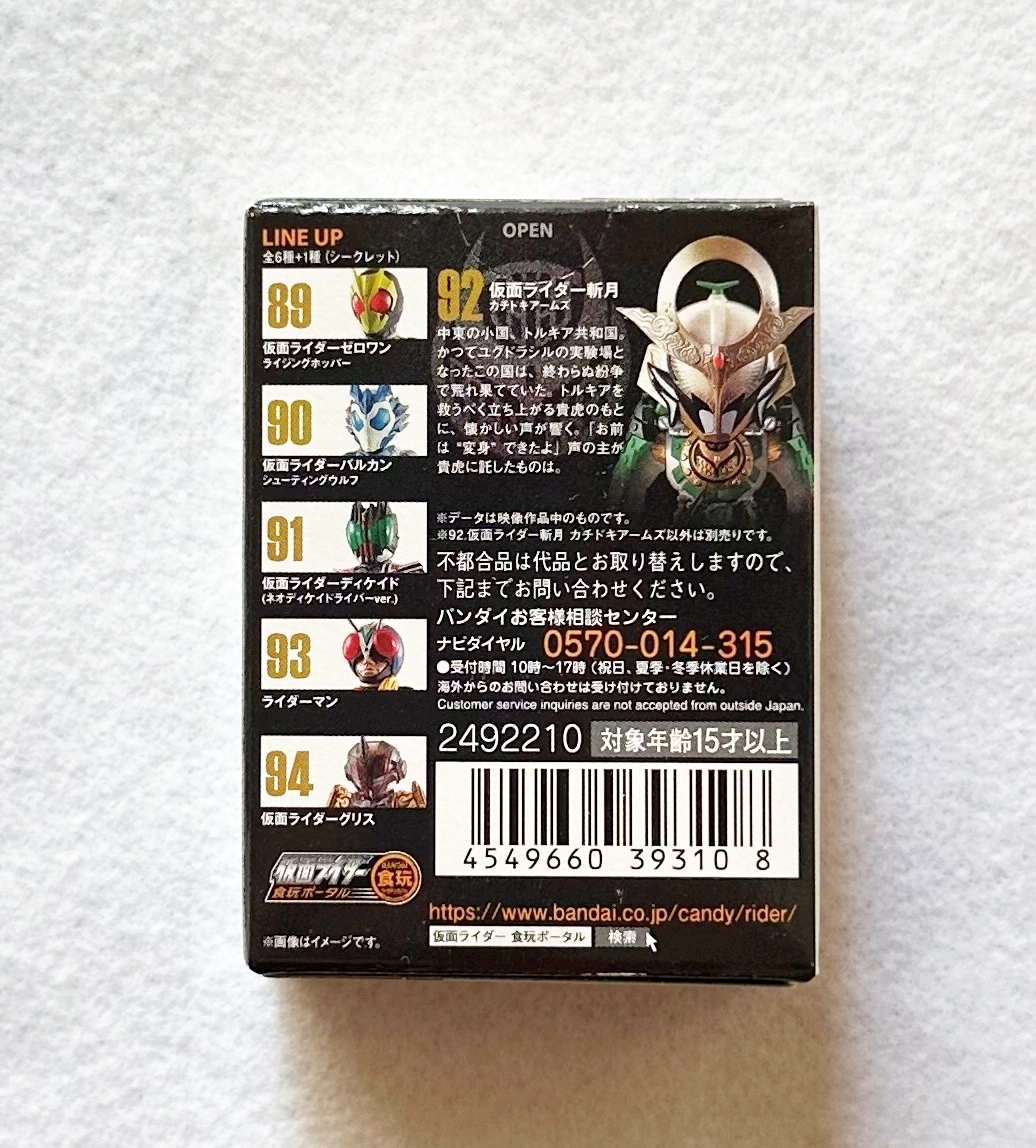 OPEN
LINE UP
全6種+1種(シークレット)
89
仮面ライダーゼロワン
ライジングホッパー
90
仮面ライダーバルカン
シューティングウルフ
91
仮面ライダーディケイド
(ネオディケイドライバーver.)
93
ライダーマン
94
仮面ライダーグリス
仮面ライダー
食玩ポータル
BANDAI
食玩
※画像はイメージです。
92
仮面ライダー斬月
カチドキアームズ
中東の小国、トルキア共和国。
かつてユグドラシルの実験場と
なったこの国は、終わらぬ紛争
で荒れ果てていた。トルキアを
救うべく立ち上がる貴虎のもと
に、懐かしい声が響く。「お前
は“変身”できたよ」声の主が
貴虎に託したものは。
※データは映像作品中のものです。
※92.仮面ライダー斬月 カチドキアームズ以外は別売りです。
不都合品は代品とお取り替えしますので、
下記までお問い合わせください。
バンダイお客様相談センター
ナビダイヤル 0570-014-315
●受付時間 10時〜17時(祝日、夏季・冬季休業日を除く)
海外からのお問い合わせは受け付けておりません。
Customer service inquiries are not accepted from outside Japan.
2492210 対象年齢15才以上
4549660 39310 8
https://www.bandai.co.jp/candy/rider/
仮面ライダー 食玩ポータル 検索